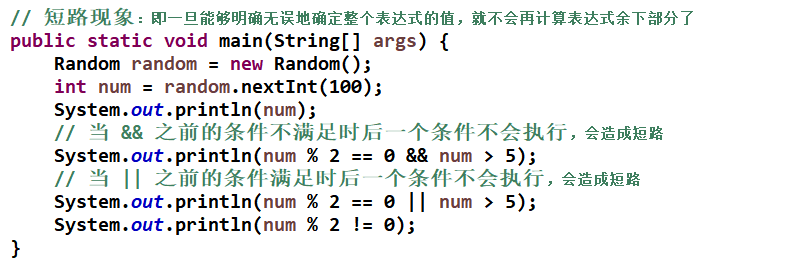 // 短路现象：即一旦能够明确无误地确定整个表达式的值，就不会再计算表达式余下部分了
public static void main(String[] args) {
    Random random = new Random();
    int num = random.nextInt(100);
    System.out.println(num);
    // 当 && 之前的条件不满足时后一个条件不会执行，会造成短路
    System.out.println(num % 2 == 0 && num > 5);
    // 当 || 之前的条件满足时后一个条件不会执行，会造成短路
    System.out.println(num % 2 == 0 || num > 5);
    System.out.println(num % 2 != 0);
}